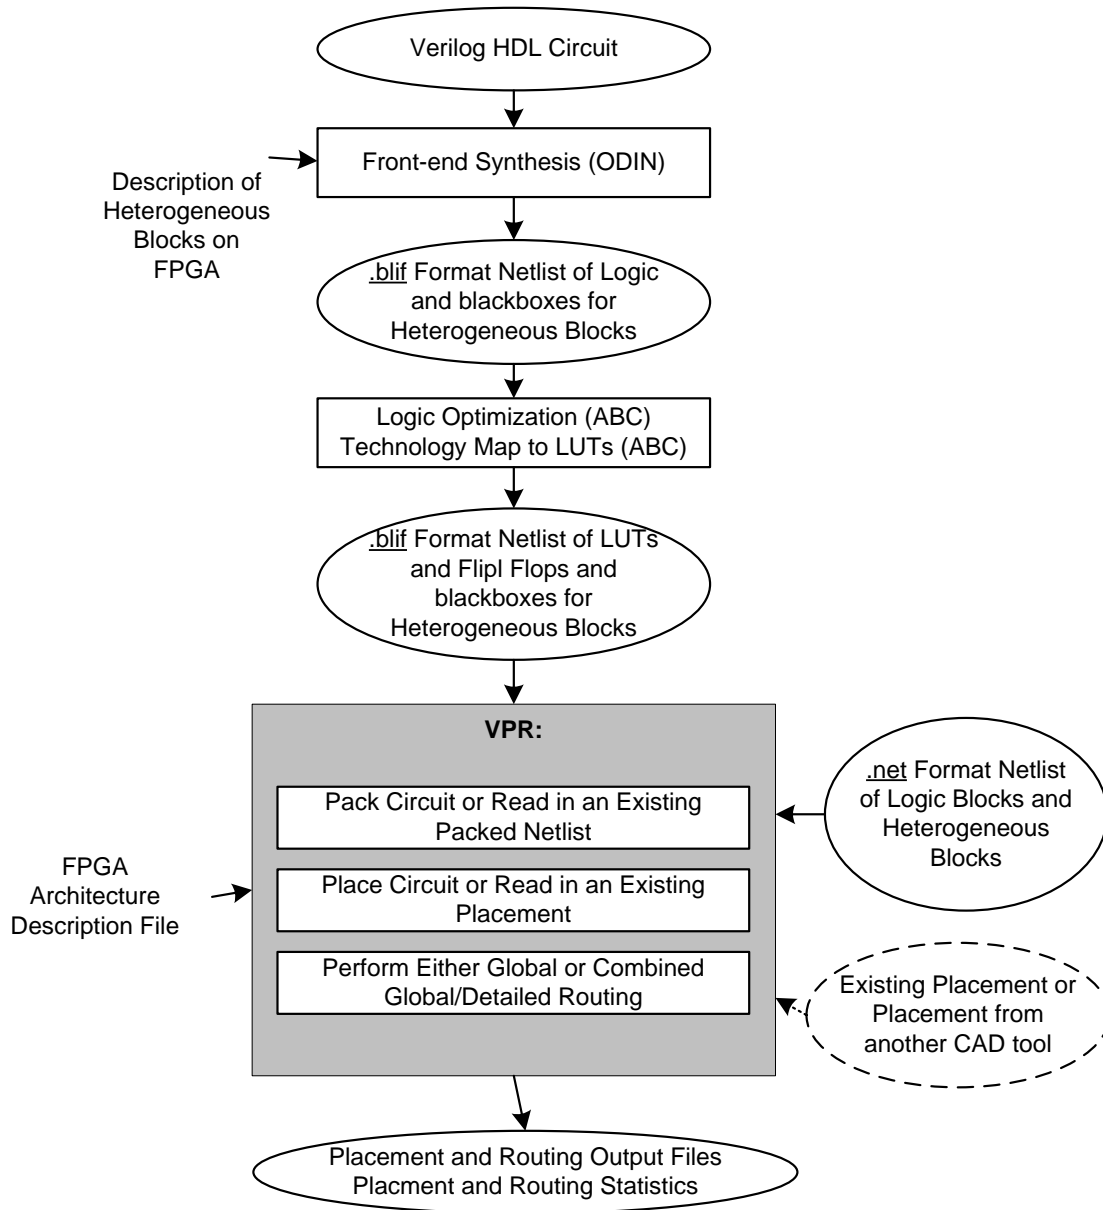 Verilog HDL Circuit
Front-end Synthesis (ODIN)
Description of
Heterogeneous
Blocks on
FPGA
.blif Format Netlist of Logic
and blackboxes for
Heterogeneous Blocks
Logic Optimization (ABC)
Technology Map to LUTs (ABC)
.blif Format Netlist of LUTs
and Flipl Flops and
blackboxes for
Heterogeneous Blocks
VPR:
Pack Circuit or Read in an Existing
Packed Netlist
.net Format Netlist
of Logic Blocks and
Heterogeneous
Blocks
FPGA
Architecture
Description File
Place Circuit or Read in an Existing
Placement
Perform Either Global or Combined
Global/Detailed Routing
Existing Placement or
Placement from
another CAD tool
Placement and Routing Output Files
Placment and Routing Statistics